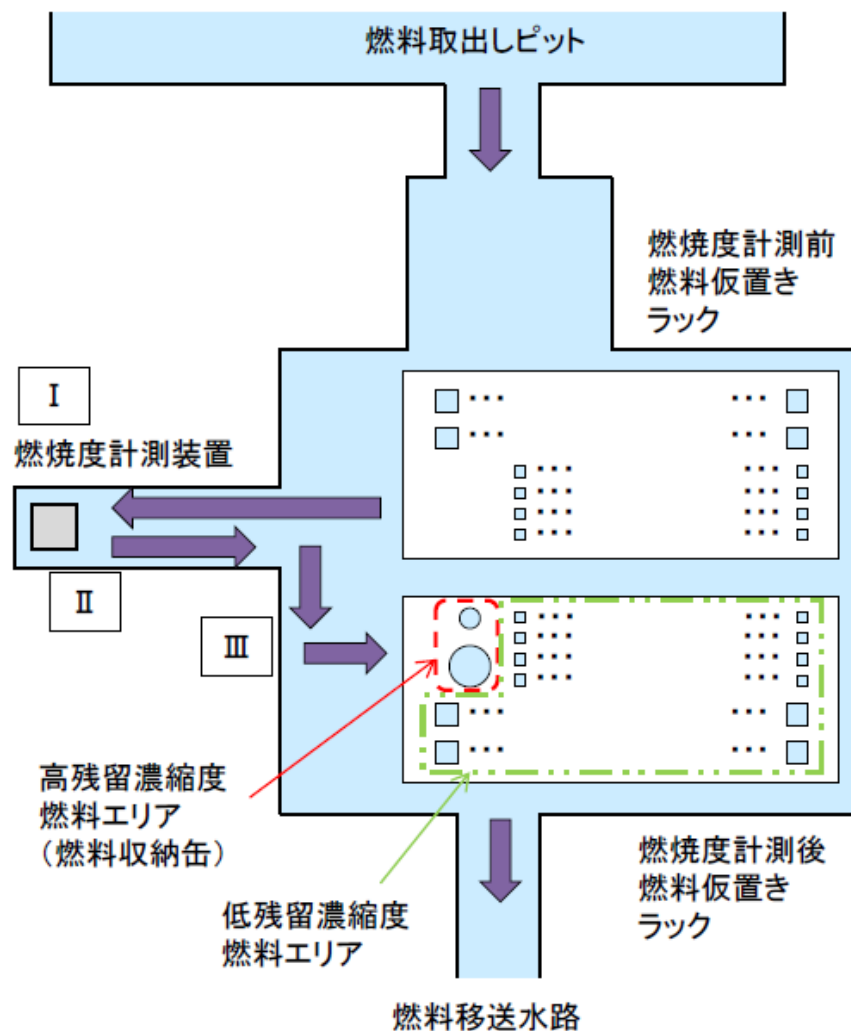 燃料取出しピット
燃焼度計測前
燃料仮置き
ラック
Ⅰ
燃焼度計測装置
Ⅱ
Ⅲ
高残留濃縮度
燃料エリア
（燃料収納缶）
低残留濃縮度
燃料エリア
燃焼度計測後
燃料仮置き
ラック
燃料移送水路